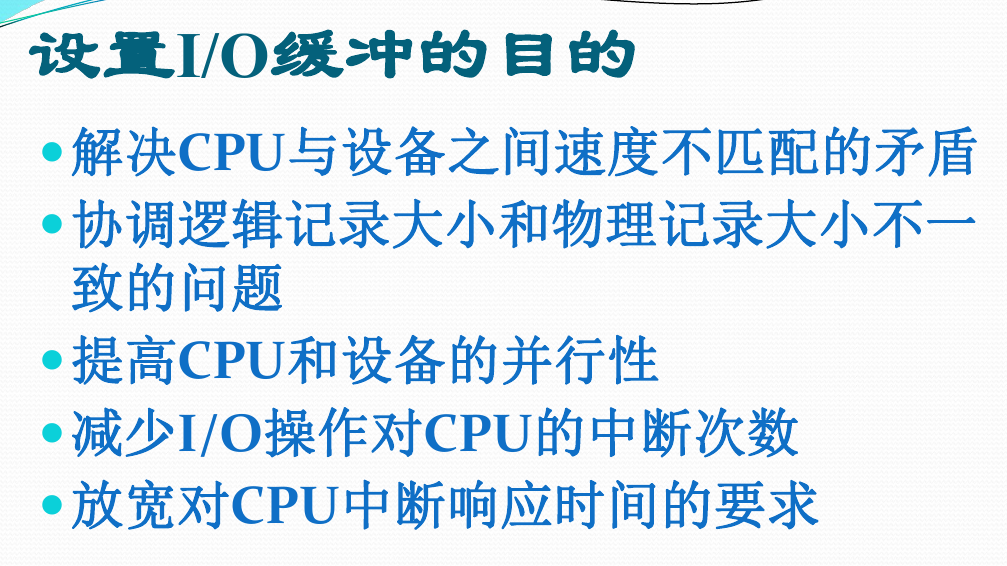 设置I/O缓冲的目的
•解决CPU与设备之间速度不匹配的矛盾
•协调逻辑记录大小和物理记录大小不一
致的问题
•提高CPU和设备的并行性
•减少I/O操作对CPU的中断次数
•放宽对CPU中断响应时间的要求